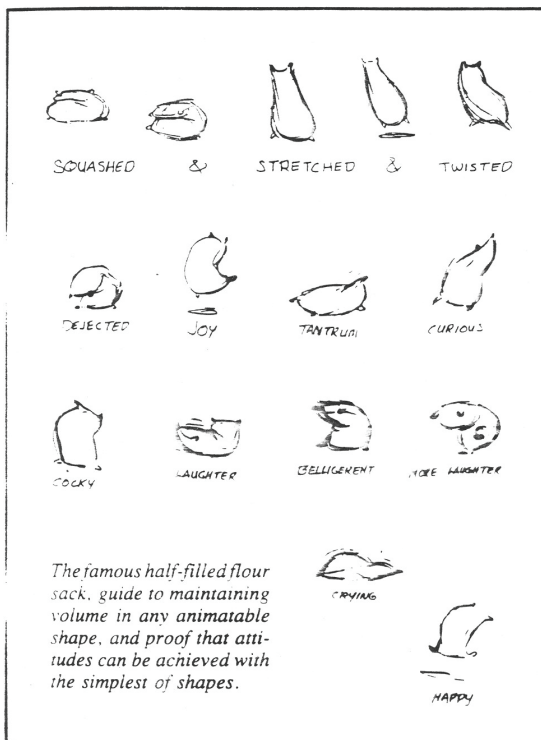 SQUASHED & STRETCHED & TWISTED
DEJECTED JOY TANTRUM CURIOUS
COCKY LAUGHTER BELLIGERENT MORE LAUGHTER
The famous half-filled flour
sack, guide to maintaining
volume in any animatable
shape, and proof that atti-
tudes can be achieved with
the simplest of shapes.
CRYING
HAPPY